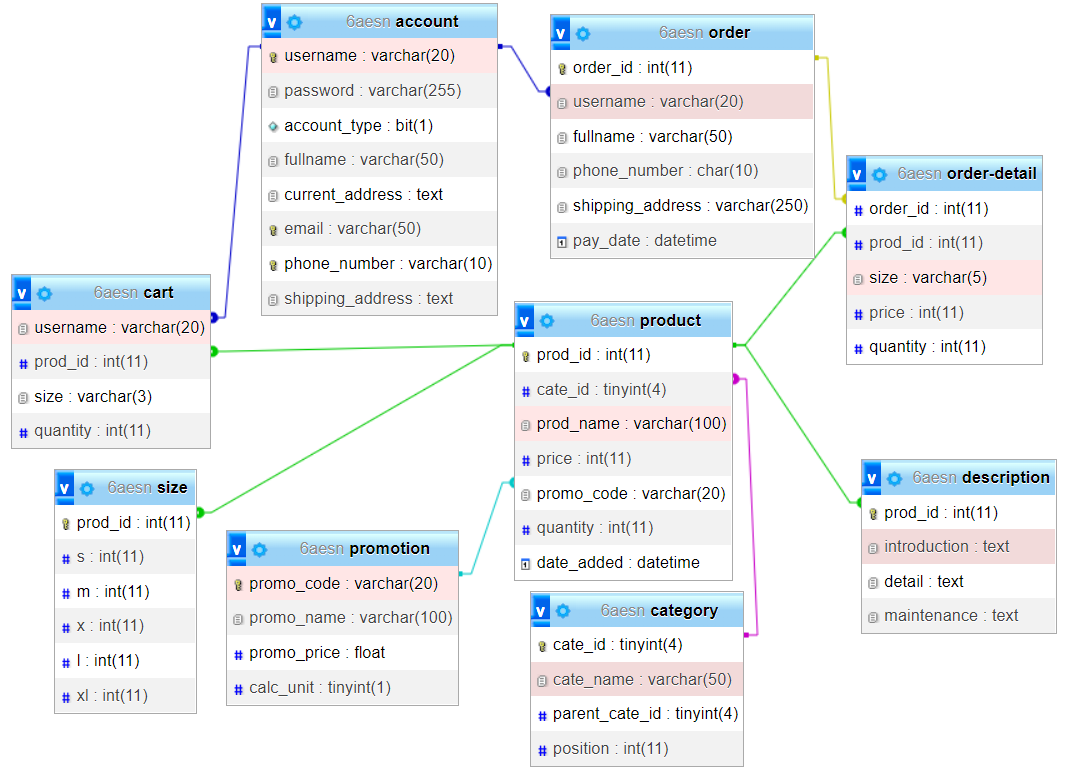 v 6aesn account
username : varchar(20)
password : varchar(255)
account_type : bit(1)
fullname : varchar(50)
current_address : text
email : varchar(50)
phone_number : varchar(10)
shipping_address : text
v 6aesn order
order_id : int(11)
username : varchar(20)
fullname : varchar(50)
phone_number : char(10)
shipping_address : varchar(250)
pay_date : datetime
v 6aesn order-detail
# order_id : int(11)
# prod_id : int(11)
size : varchar(5)
# price : int(11)
# quantity : int(11)
v 6aesn cart
username : varchar(20)
# prod_id : int(11)
size : varchar(3)
# quantity : int(11)
v 6aesn product
prod_id : int(11)
# cate_id : tinyint(4)
prod_name : varchar(100)
# price : int(11)
promo_code : varchar(20)
# quantity : int(11)
date_added : datetime
v 6aesn size
prod_id : int(11)
# s : int(11)
# m : int(11)
# x : int(11)
# l : int(11)
# xl : int(11)
v 6aesn promotion
promo_code : varchar(20)
promo_name : varchar(100)
# promo_price : float
# calc_unit : tinyint(1)
v 6aesn category
cate_id : tinyint(4)
cate_name : varchar(50)
# parent_cate_id : tinyint(4)
# position : int(11)
v 6aesn description
prod_id : int(11)
introduction : text
detail : text
maintenance : text